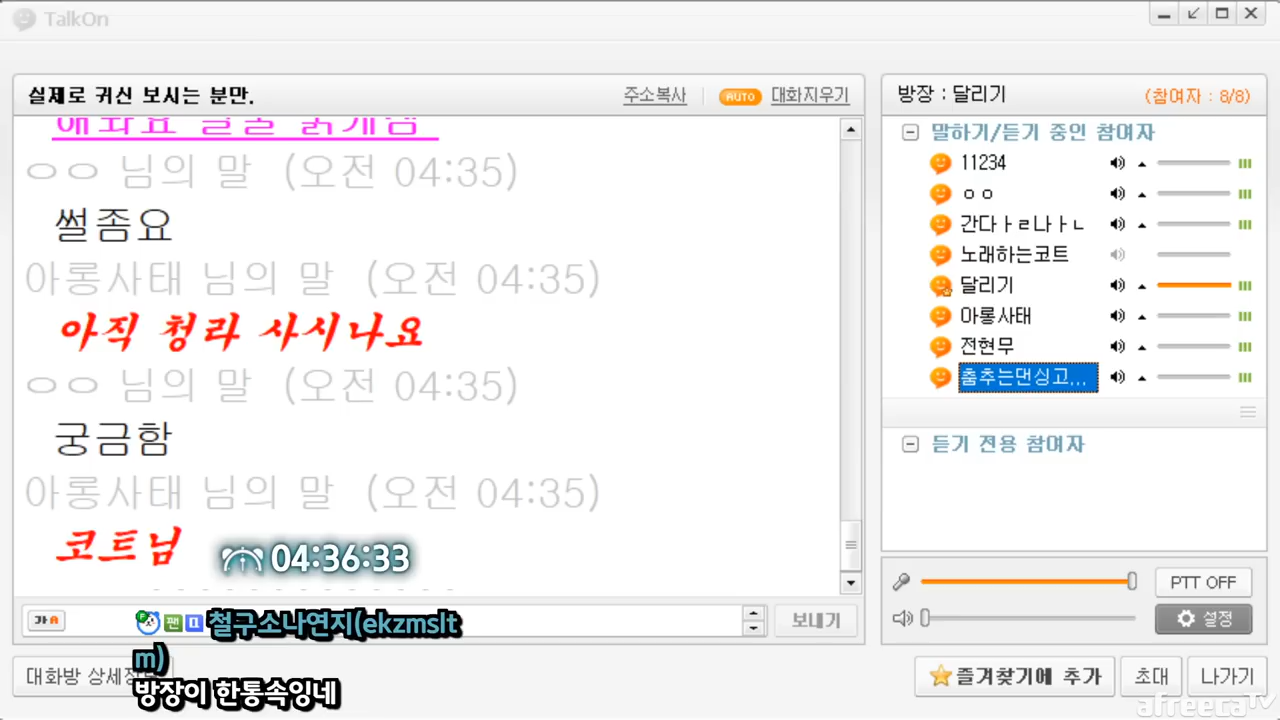 TalkOn
실제로 귀신 보시는 분만.
주소복사
AUTO 대화지우기
ㅇㅇ 님의 말 (오전 04:35)
썰좀요
아롱사태 님의 말 (오전 04:35)
아직 청라 사시나요
ㅇㅇ 님의 말 (오전 04:35)
궁금함
아롱사태 님의 말 (오전 04:35)
코트님
04:36:33
가A
팬
철구소나연지(ekzmslt
m)
방장이 한통속잉네
보내기
대화방 상세정보
방장 : 달리기
(참여자 : 8/8)
말하기/듣기 중인 참여자
11234
ㅇㅇ
간다ㅏㄹ나ㅏㄴ
노래하는코트
달리기
아롱사태
전현무
춤추는댄싱고...
듣기 전용 참여자
PTT OFF
설정
즐겨찾기에 추가
초대
나가기
afreecaTV